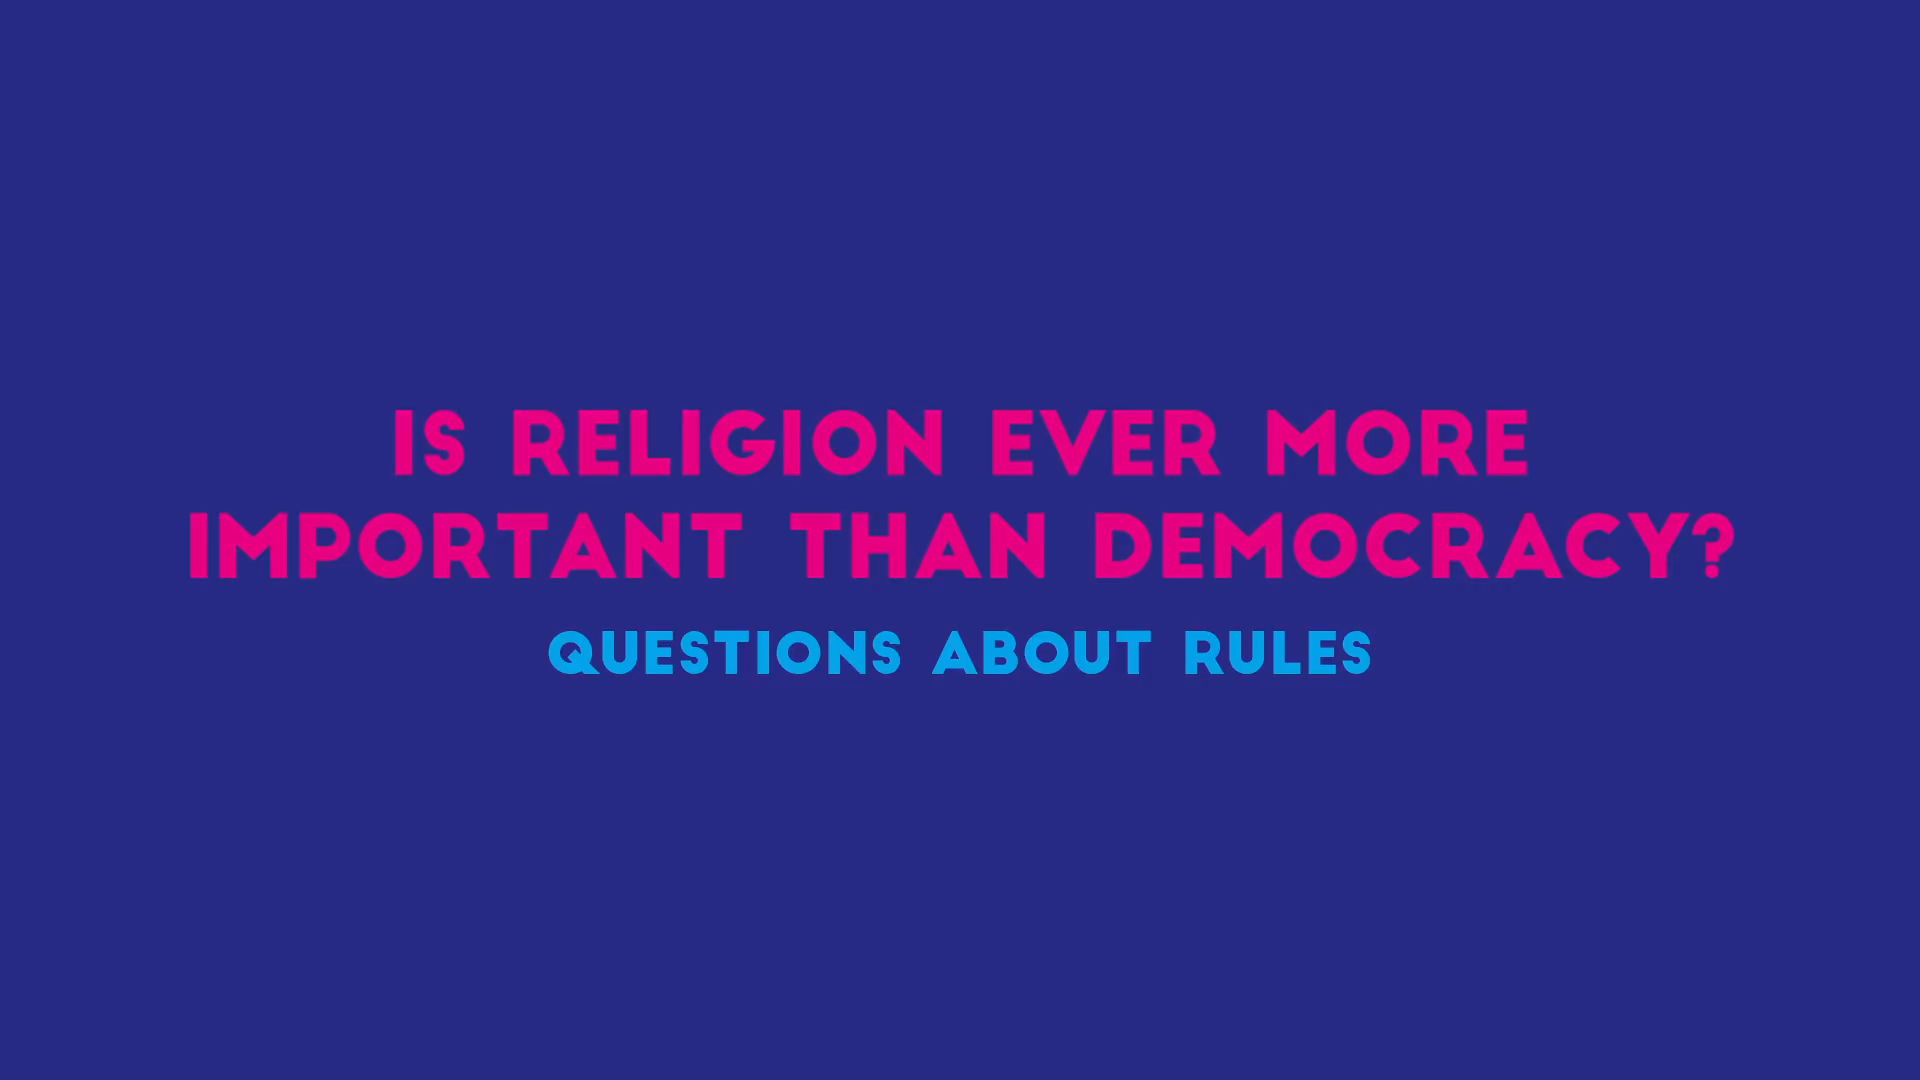 IS RELIGION EVER MORE
IMPORTANT THAN DEMOCRACY?
QUESTIONS ABOUT RULES